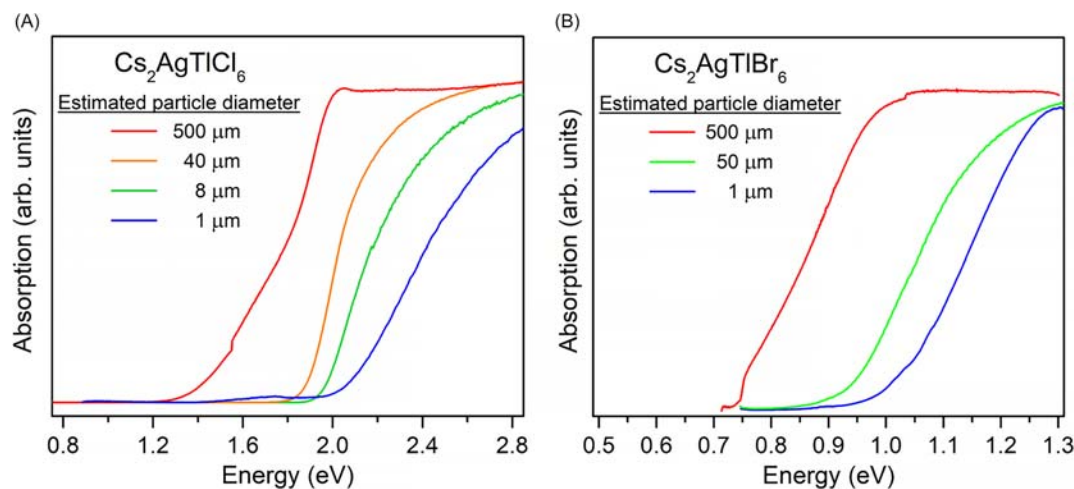 (A)
Cs₂AgTlCl₆
Estimated particle diameter
500 μm
40 μm
8 μm
1 μm
Absorption (arb. units)
0.8 1.2 1.6 2.0 2.4 2.8
Energy (eV)
(B)
Cs₂AgTlBr₆
Estimated particle diameter
500 μm
50 μm
1 μm
Absorption (arb. units)
0.5 0.6 0.7 0.8 0.9 1.0 1.1 1.2 1.3
Energy (eV)